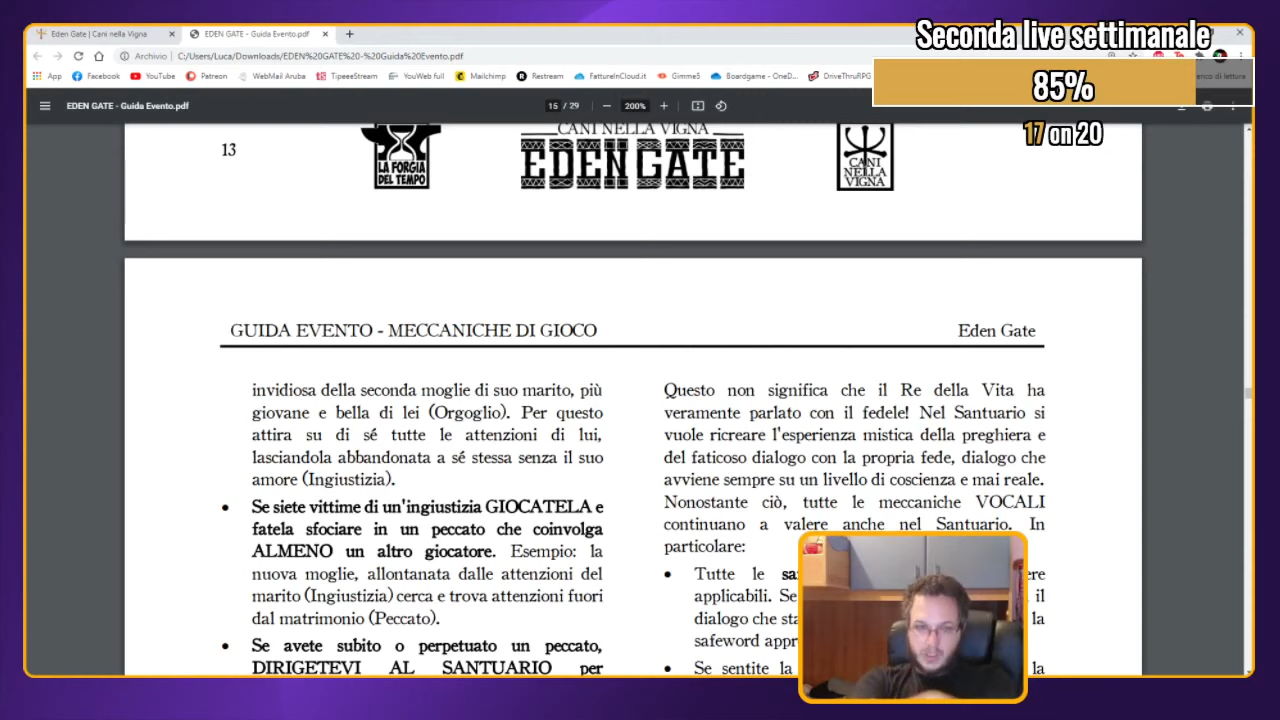 Seconda live settimanale
85%
17 on 20
Eden Gate | Cani nella Vigna
EDEN GATE - Guida Evento.pdf
Archivio
C:/Users/Luca/Downloads/EDEN%20GATE%20-%20Guida%20Evento.pdf
App
Facebook
YouTube
Patreon
WebMail Aruba
TipeeeStream
YouWeb full
Mailchimp
Restream
FattureInCloud.it
Gimme5
Boardgame - OneD...
DriveThruRPG
enco di lettura
EDEN GATE - Guida Evento.pdf
15 / 29
200%
13
LA FORGIA
DEL TEMPO
CANI NELLA VIGNA
EDEN GATE
CANI
NELLA
VIGNA
GUIDA EVENTO - MECCANICHE DI GIOCO
Eden Gate
invidiosa della seconda moglie di suo marito, più
giovane e bella di lei (Orgoglio). Per questo
attira su di sé tutte le attenzioni di lui,
lasciandola abbandonata a sé stessa senza il suo
amore (Ingiustizia).
• Se siete vittime di un'ingiustizia GIOCATELA e
fatela sfociare in un peccato che coinvolga
ALMENO un altro giocatore. Esempio: la
nuova moglie, allontanata dalle attenzioni del
marito (Ingiustizia) cerca e trova attenzioni fuori
dal matrimonio (Peccato).
• Se avete subito o perpetuato un peccato,
DIRIGETEVI AL SANTUARIO per
Questo non significa che il Re della Vita ha
veramente parlato con il fedele! Nel Santuario si
vuole ricreare l'esperienza mistica della preghiera e
del faticoso dialogo con la propria fede, dialogo che
avviene sempre su un livello di coscienza e mai reale.
Nonostante ciò, tutte le meccaniche VOCALI
continuano a valere anche nel Santuario. In
particolare:
• Tutte le
applicabili. Se il
dialogo che la
safeword
• Se sentite la la